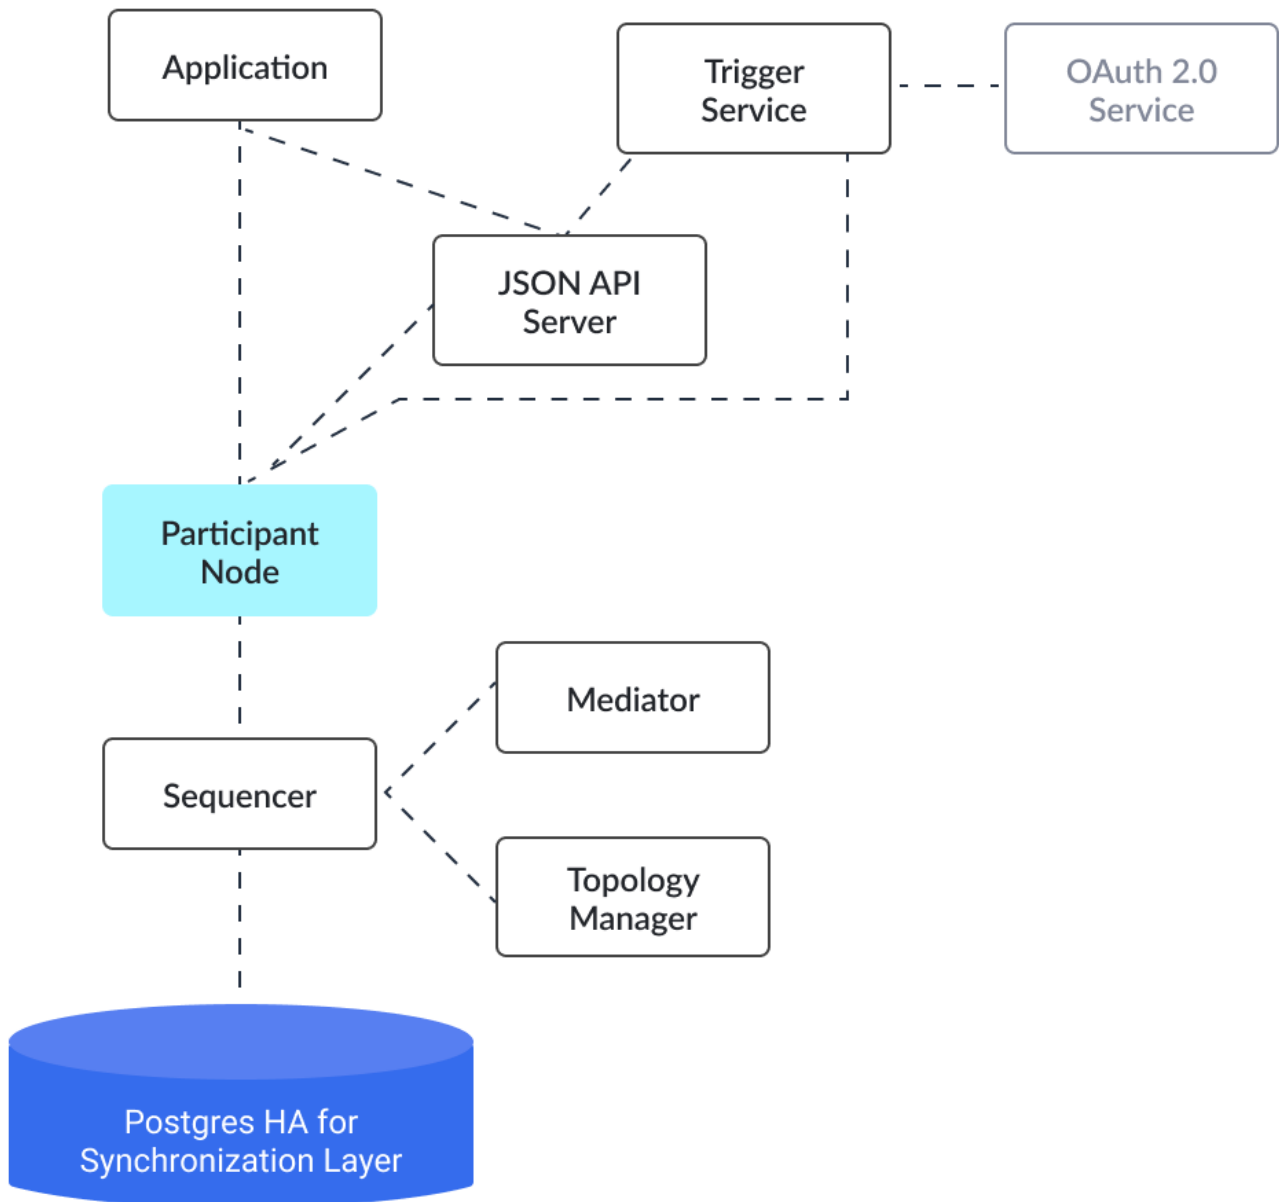 Application
Trigger
Service
OAuth 2.0
Service
JSON API
Server
Participant
Node
Mediator
Sequencer
Topology
Manager
Postgres HA for
Synchronization Layer